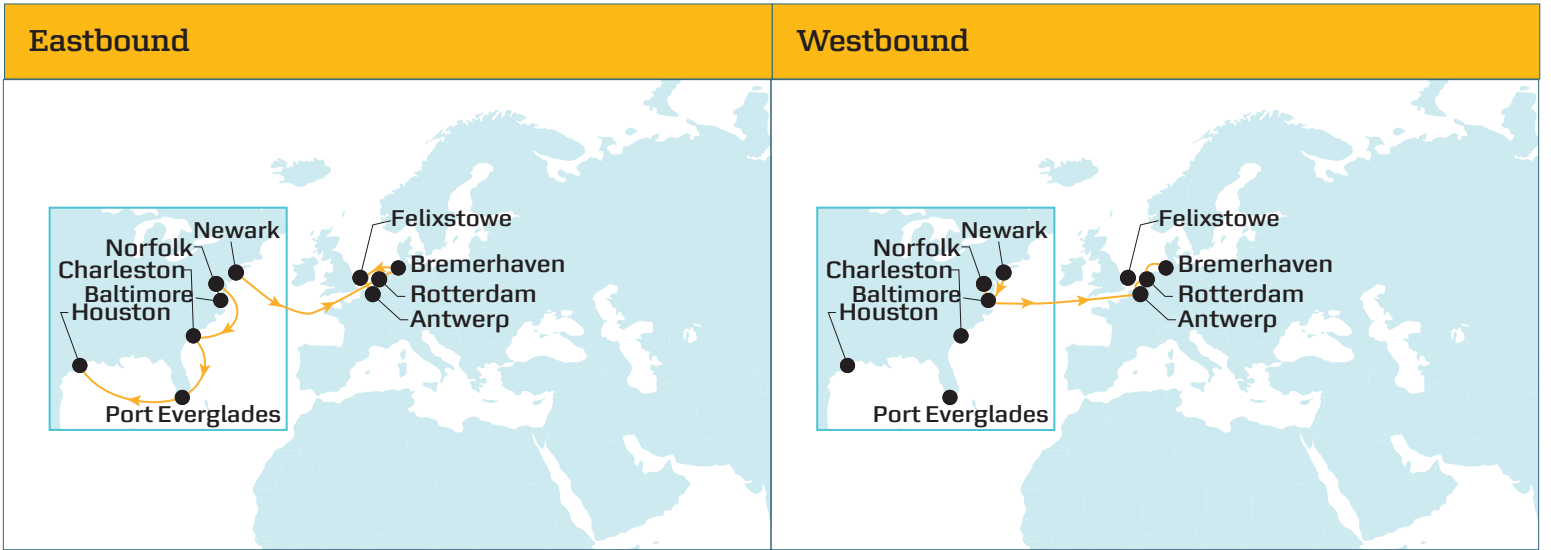 Eastbound
Westbound
Felixstowe
Newark
Norfolk
Bremerhaven
Charleston
Baltimore
Rotterdam
Houston
Antwerp
Port Everglades
Felixstowe
Newark
Norfolk
Bremerhaven
Charleston
Baltimore
Rotterdam
Houston
Antwerp
Port Everglades